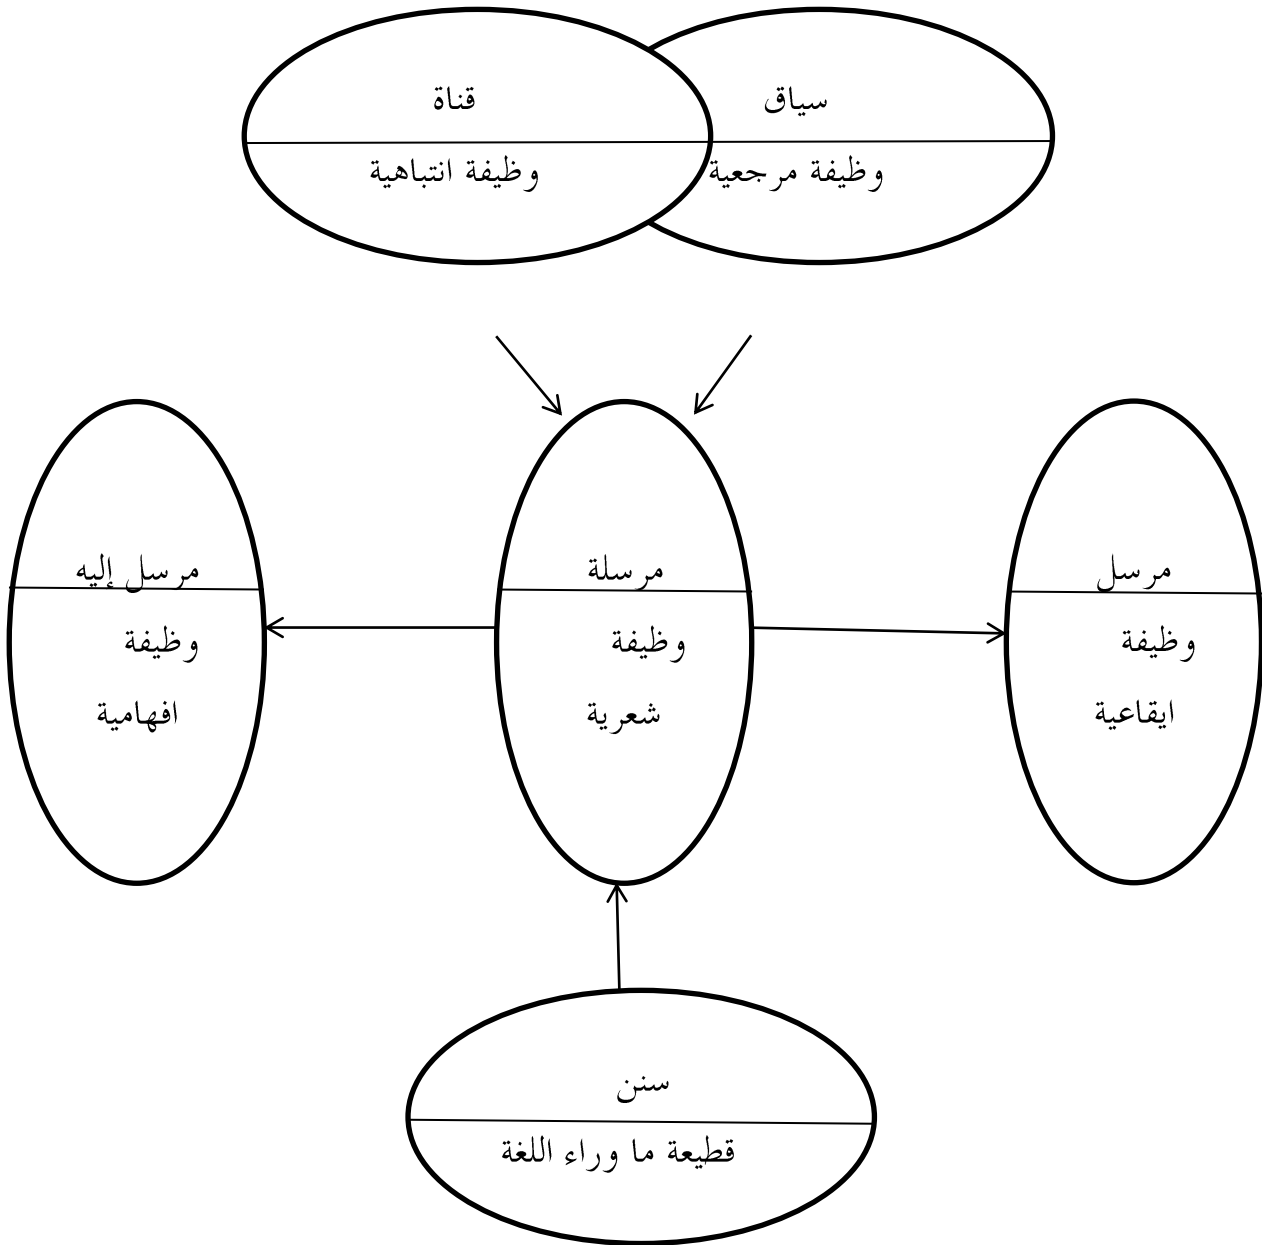 سياق
وظيفة مرجعية
قناة
وظيفة انتباهية
مرسل
وظيفة
ايقاعية
مرسلة
وظيفة
شعرية
مرسل إليه
وظيفة
افهامية
سنن
قطيعة ما وراء اللغة